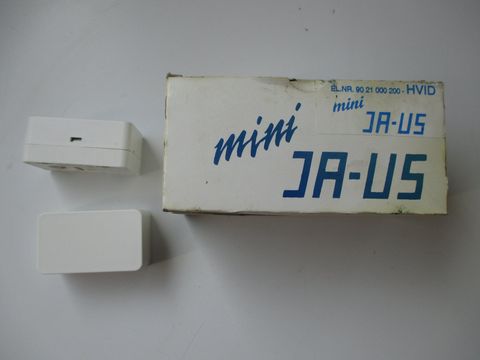 EL.NR. 90 21 000 200 - HVID
mini
JA-US
mini
JA-US